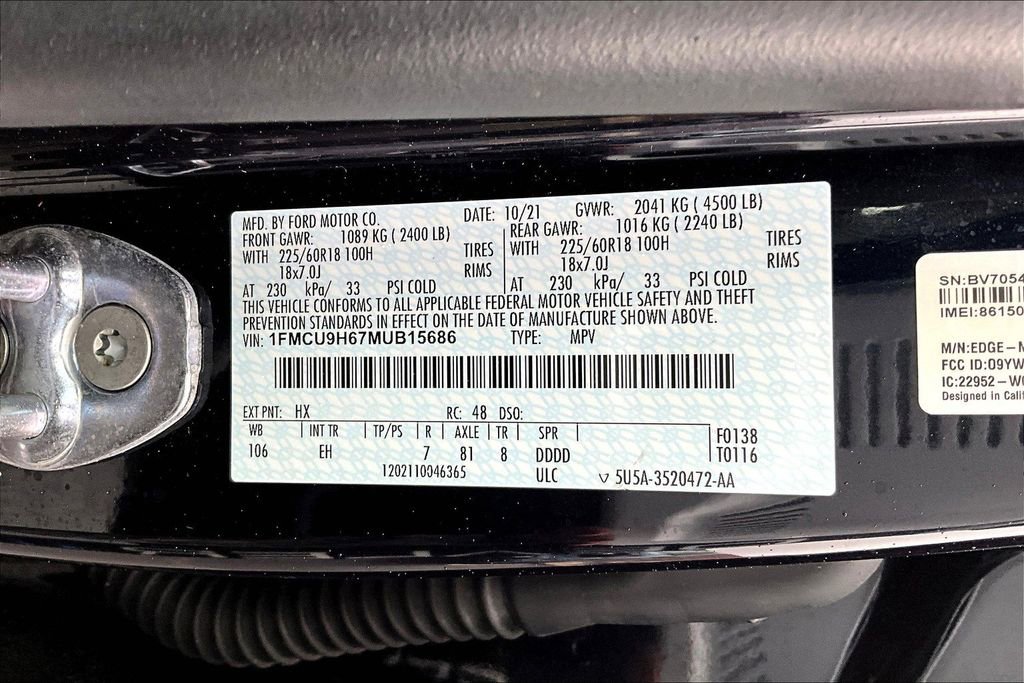 MFD. BY FORD MOTOR CO. DATE: 10/21 GVWR: 2041 KG ( 4500 LB)
FRONT GAWR: 1089 KG ( 2400 LB) REAR GAWR: 1016 KG ( 2240 LB)
WITH 225/60R18 100H TIRES WITH 225/60R18 100H TIRES
18x7.0J RIMS 18x7.0J RIMS
AT 230 kPa/ 33 PSI COLD AT 230 kPa/ 33 PSI COLD
THIS VEHICLE CONFORMS TO ALL APPLICABLE FEDERAL MOTOR VEHICLE SAFETY AND THEFT
PREVENTION STANDARDS IN EFFECT ON THE DATE OF MANUFACTURE SHOWN ABOVE.
VIN: 1FMCU9H67MUB15686 TYPE: MPV
EXT PNT: HX RC: 48 DSO:
WB INT TR TP/PS R AXLE TR SPR F0138
106 EH 7 81 8 DDDD T0116
1202110046365 ULC v 5U5A-3520472-AA
SN:BV7054
IMEI:86150
M/N:EDGE-M
FCC ID:09YW
IC:22952-W
Designed in Calif